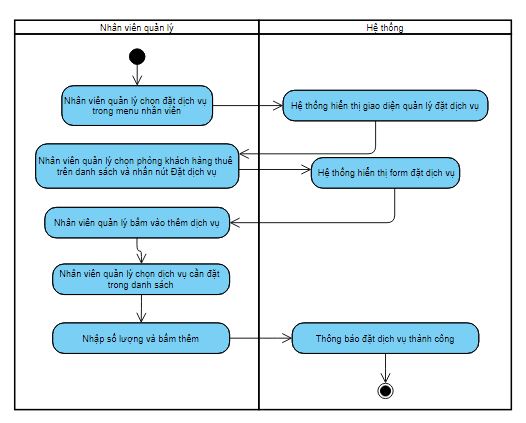 Nhân viên quản lý
Hệ thống
Nhân viên quản lý chọn đặt dịch vụ
trong menu nhân viên
Hệ thống hiển thị giao diện quản lý đặt dịch vụ
Nhân viên quản lý chọn phòng khách hàng thuê
trên danh sách và nhấn nút Đặt dịch vụ
Hệ thống hiển thị form đặt dịch vụ
Nhân viên quản lý bấm vào thêm dịch vụ
Nhân viên quản lý chọn dịch vụ cần đặt
trong danh sách
Nhập số lượng và bấm thêm
Thông báo đặt dịch vụ thành công